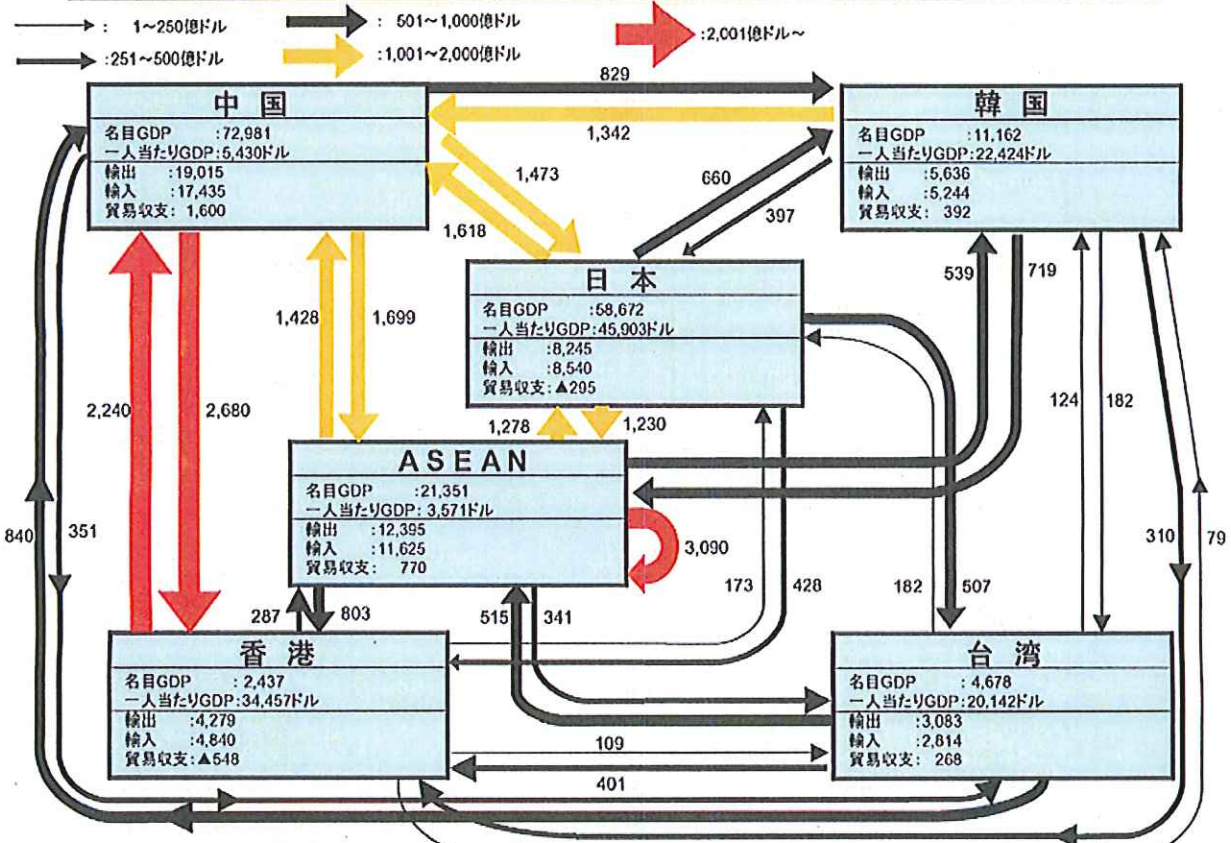 : 1~250億ドル
: 501~1,000億ドル
:2,001億ドル~
:251~500億ドル
:1,001~2,000億ドル
829
中国
名目GDP :72,981
一人当たりGDP:5,430ドル
輸出 :19,015
輸入 :17,435
貿易収支: 1,600
韓国
名目GDP :11,162
一人当たりGDP:22,424ドル
輸出 :5,636
輸入 :5,244
貿易収支: 392
1,342
1,473
660
1,618
397
日本
名目GDP :58,672
一人当たりGDP:45,903ドル
輸出 :8,245
輸入 :8,540
貿易収支:▲295
539
719
1,428
1,699
2,240
2,680
1,278
1,230
124
182
ASEAN
名目GDP :21,351
一人当たりGDP: 3,571ドル
輸出 :12,395
輸入 :11,625
貿易収支: 770
3,090
840
351
310
79
287
803
515
341
173
428
182
507
香港
名目GDP : 2,437
一人当たりGDP:34,457ドル
輸出 :4,279
輸入 :4,840
貿易収支:▲548
台湾
名目GDP : 4,678
一人当たりGDP:20,142ドル
輸出 :3,083
輸入 :2,814
貿易収支: 268
109
401